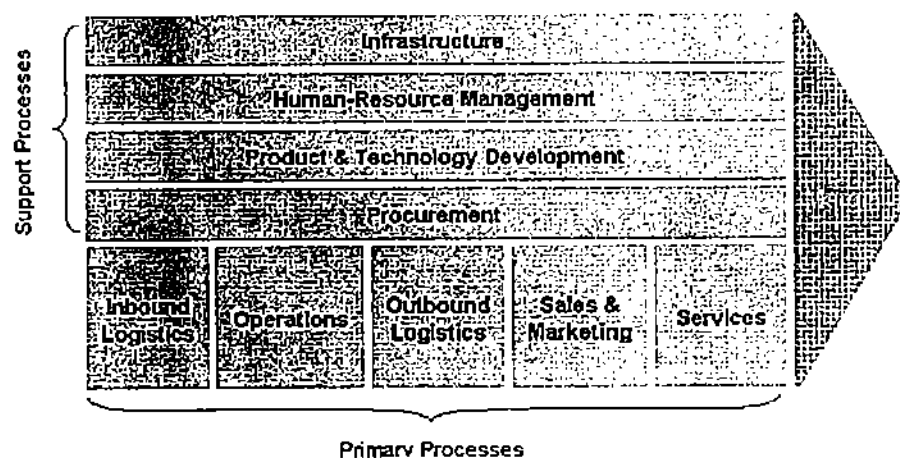 Support Processes
Infrastructure
Human-Resource Management
Product & Technology Development
Procurement
Inbound
Logistics
Operations
Outbound
Logistics
Sales &
Marketing
Services
Primary Processes